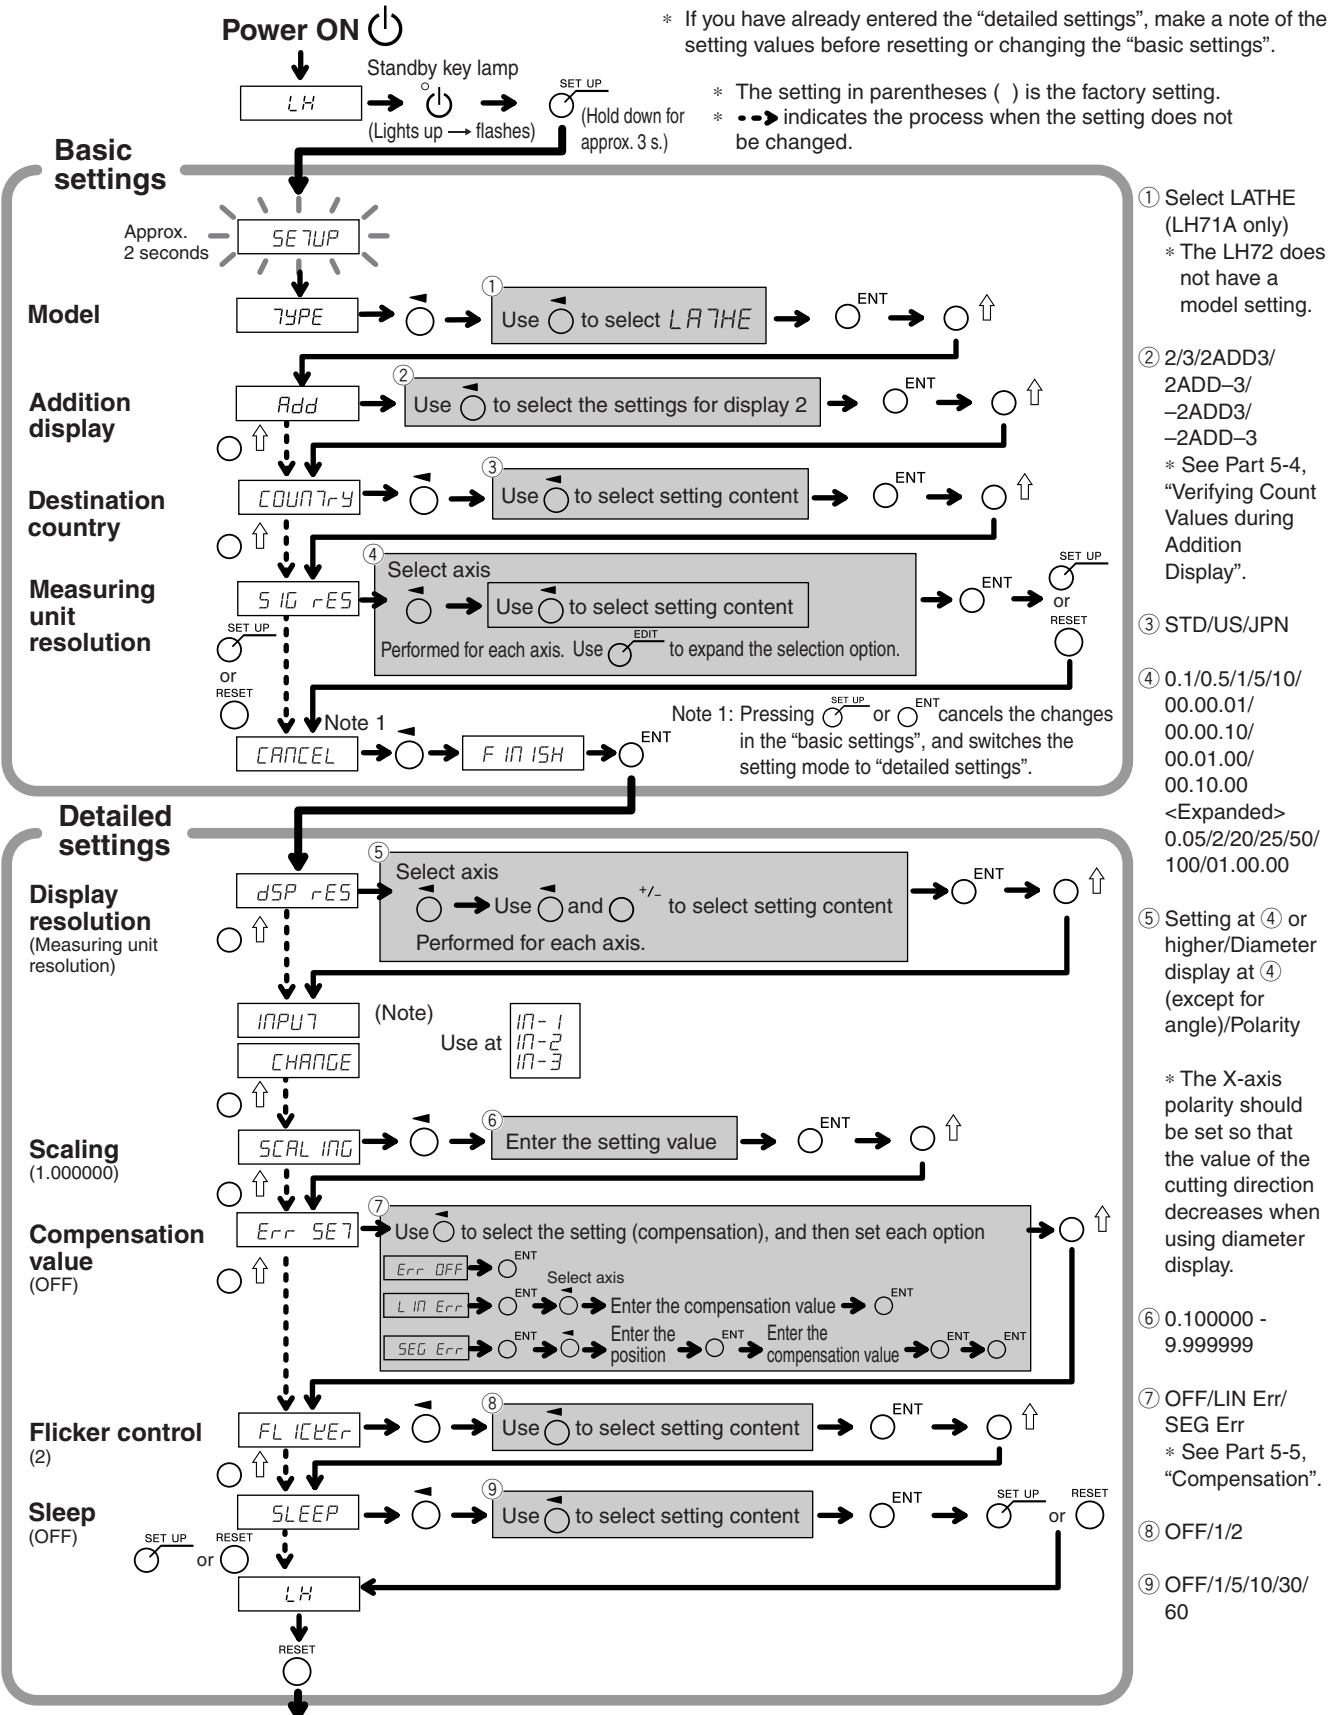 Power ON
* If you have already entered the “detailed settings”, make a note of the
setting values before resetting or changing the “basic settings”.
Standby key lamp
LH
SET UP
(Lights up → flashes)
(Hold down for
approx. 3 s.)
* The setting in parentheses ( ) is the factory setting.
* indicates the process when the setting does not
be changed.
Basic
settings
Approx.
2 seconds
SETUP
Model
TYPE
①
Use to select LATHE
ENT
Addition
display
Add
②
Use to select the settings for display 2
ENT
Destination
country
COUNTrY
③
Use to select setting content
ENT
Measuring
unit
resolution
SIG rES
④
Select axis
Use to select setting content
Performed for each axis. Use EDIT to expand the selection option.
ENT
SET UP
or
RESET
SET UP
or
RESET
Note 1
CANCEL
FINISH
ENT
Note 1: Pressing SET UP or ENT cancels the changes
in the “basic settings”, and switches the
setting mode to “detailed settings”.
Detailed
settings
Display
resolution
(Measuring unit
resolution)
dSP rES
⑤
Select axis
Use and +/− to select setting content
Performed for each axis.
ENT
INPUT
CHANGE
(Note)
Use at
IN-1
IN-2
IN-3
Scaling
(1.000000)
SCALING
⑥
Enter the setting value
ENT
Compensation
value
(OFF)
Err SET
⑦
Use to select the setting (compensation), and then set each option
Err OFF
ENT
Select axis
LIN Err
ENT
Enter the compensation value
ENT
SEG Err
ENT
Enter the
position
ENT
Enter the
compensation value
ENT
ENT
Flicker control
(2)
FLICKEr
⑧
Use to select setting content
ENT
Sleep
(OFF)
SLEEP
⑨
Use to select setting content
ENT
SET UP
or
RESET
SET UP
or
RESET
LH
RESET
① Select LATHE
(LH71A only)
* The LH72 does
not have a
model setting.
② 2/3/2ADD3/
2ADD–3/
–2ADD3/
–2ADD–3
* See Part 5-4,
“Verifying Count
Values during
Addition
Display”.
③ STD/US/JPN
④ 0.1/0.5/1/5/10/
00.00.01/
00.00.10/
00.01.00/
00.10.00
<Expanded>
0.05/2/20/25/50/
100/01.00.00
⑤ Setting at ④ or
higher/Diameter
display at ④
(except for
angle)/Polarity
* The X-axis
polarity should
be set so that
the value of the
cutting direction
decreases when
using diameter
display.
⑥ 0.100000 -
9.999999
⑦ OFF/LIN Err/
SEG Err
* See Part 5-5,
“Compensation”.
⑧ OFF/1/2
⑨ OFF/1/5/10/30/
60